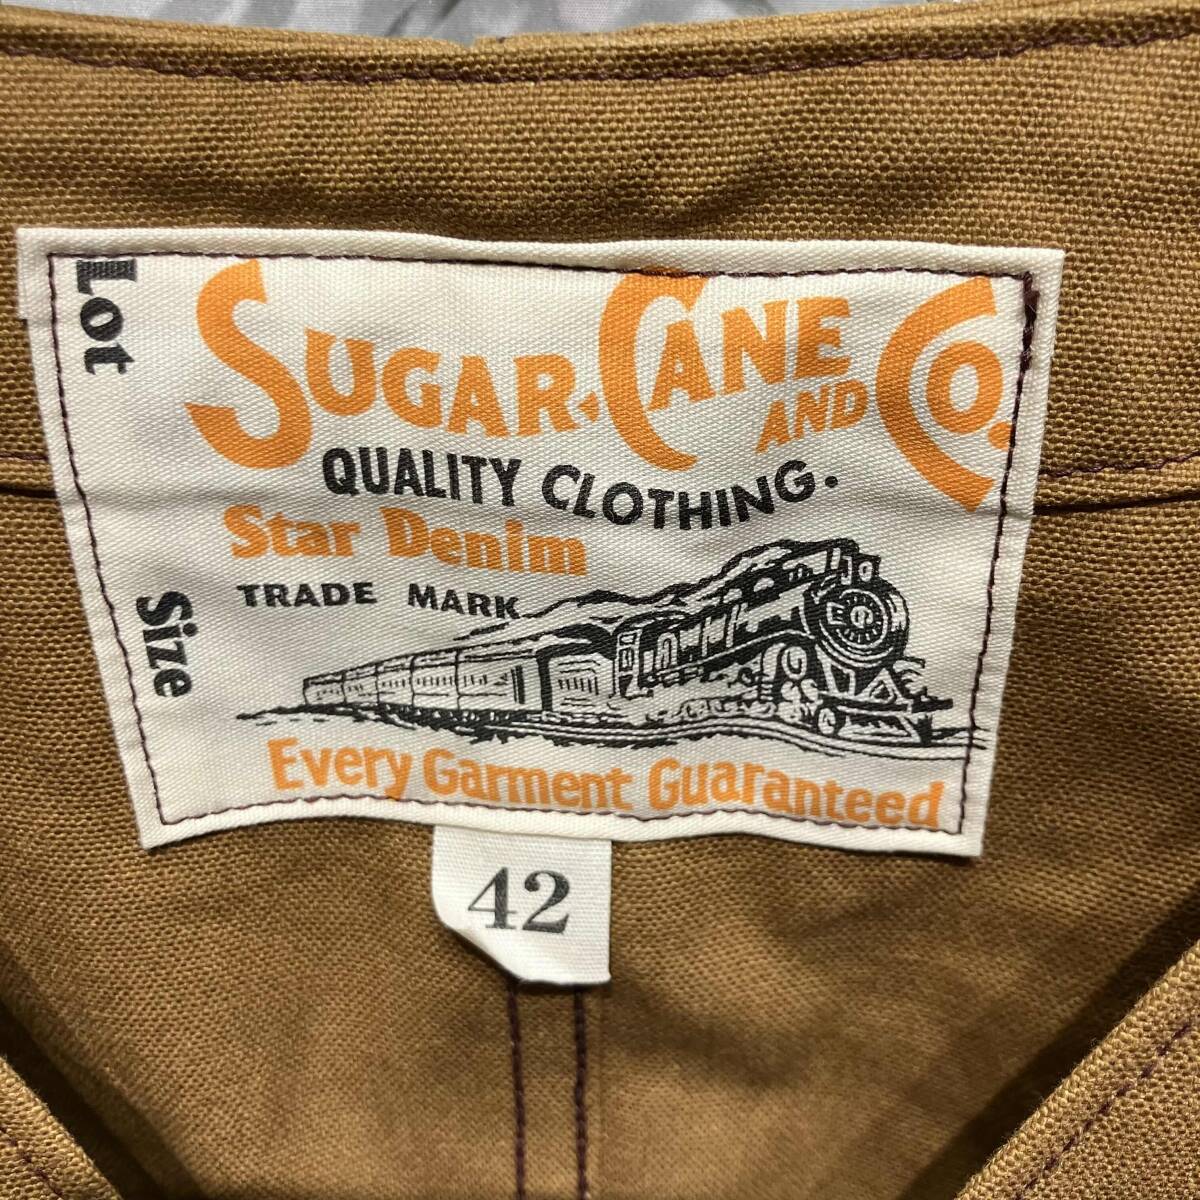 Lot
SUGAR-CANE AND CO.
QUALITY CLOTHING.
Star Denim
TRADE MARK
Size
Every Garment Guaranteed
42